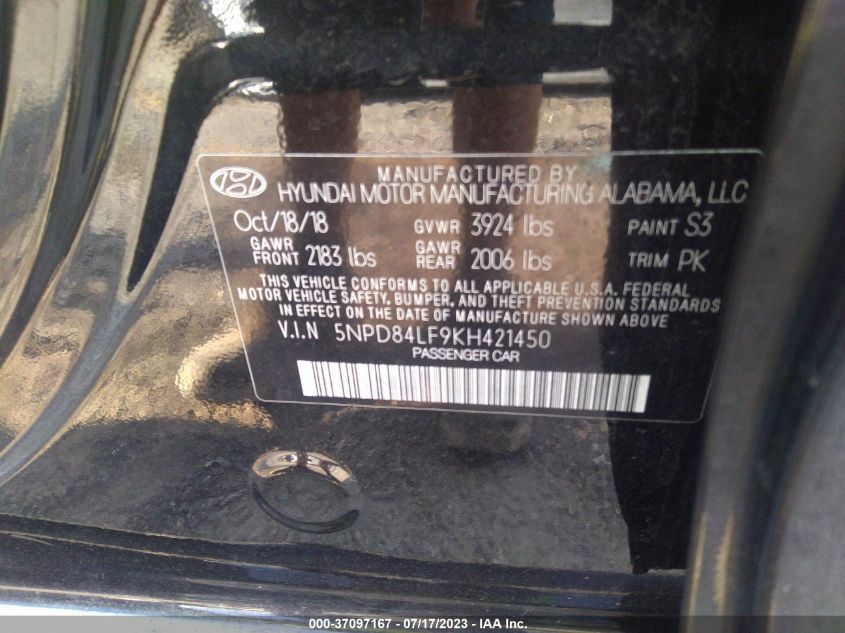 MANUFACTURED BY
HYUNDAI MOTOR MANUFACTURING ALABAMA, LLC
Oct/18/18 GVWR 3924 lbs PAINT S3
GAWR FRONT 2183 lbs GAWR REAR 2006 lbs TRIM PK
THIS VEHICLE CONFORMS TO ALL APPLICABLE U.S.A. FEDERAL
MOTOR VEHICLE SAFETY, BUMPER, AND THEFT PREVENTION STANDARDS
IN EFFECT ON THE DATE OF MANUFACTURE SHOWN ABOVE.
V.I.N 5NPD84LF9KH421450
PASSENGER CAR
000-37097167 / 07/17/2023 - © IAA Inc.